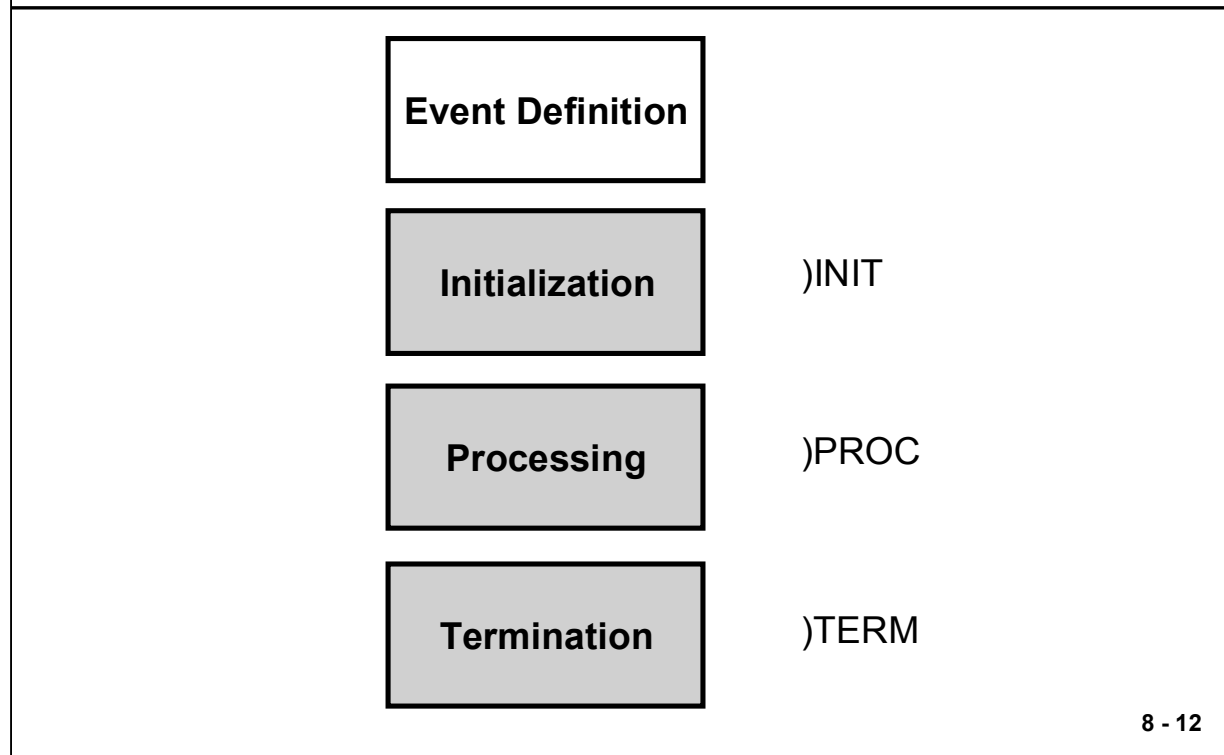 Event Definition
Initialization )INIT
Processing )PROC
Termination )TERM
8 - 12